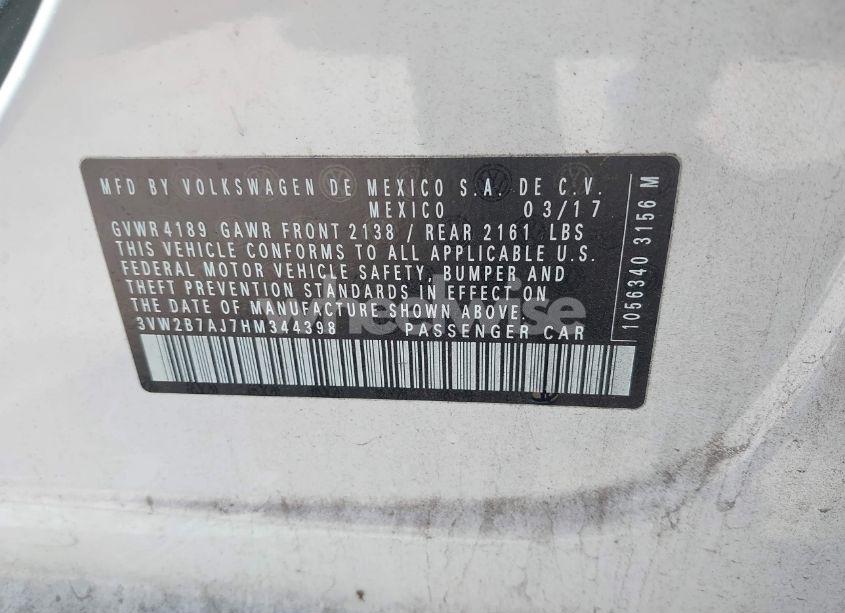 MFD BY VOLKSWAGEN DE MEXICO S.A. DE C.V.
MEXICO 03/17
GVWR 4189 GAWR FRONT 2138 / REAR 2161 LBS
THIS VEHICLE CONFORMS TO ALL APPLICABLE U.S.
FEDERAL MOTOR VEHICLE SAFETY, BUMPER AND
THEFT PREVENTION STANDARDS IN EFFECT ON
THE DATE OF MANUFACTURE SHOWN ABOVE.
3VW2B7AJ7HM344398 PASSENGER CAR
1056340 3156 M